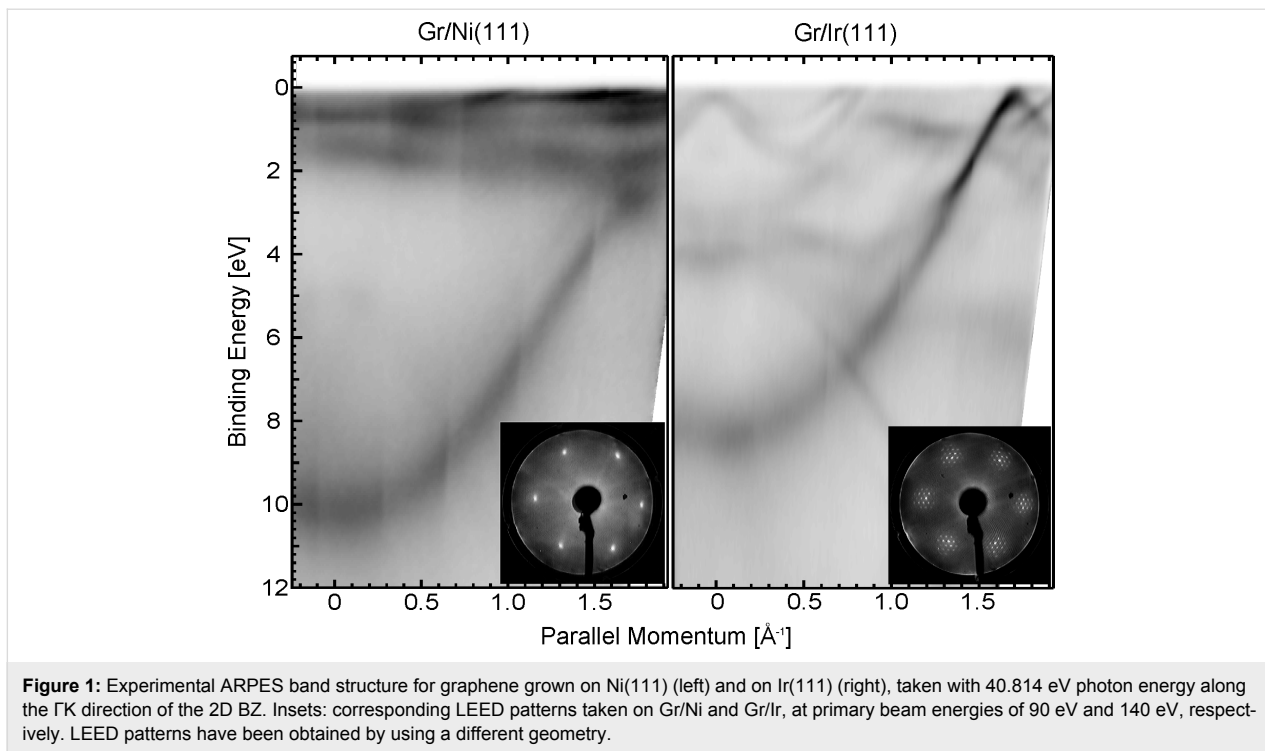 Gr/Ni(111)
Gr/Ir(111)
0
2
4
6
8
10
12
Binding Energy [eV]
0 0.5 1.0 1.5
0 0.5 1.0 1.5
Parallel Momentum [Å⁻¹]
Figure 1: Experimental ARPES band structure for graphene grown on Ni(111) (left) and on Ir(111) (right), taken with 40.814 eV photon energy along
the ΓK direction of the 2D BZ. Insets: corresponding LEED patterns taken on Gr/Ni and Gr/Ir, at primary beam energies of 90 eV and 140 eV, respect-
ively. LEED patterns have been obtained by using a different geometry.